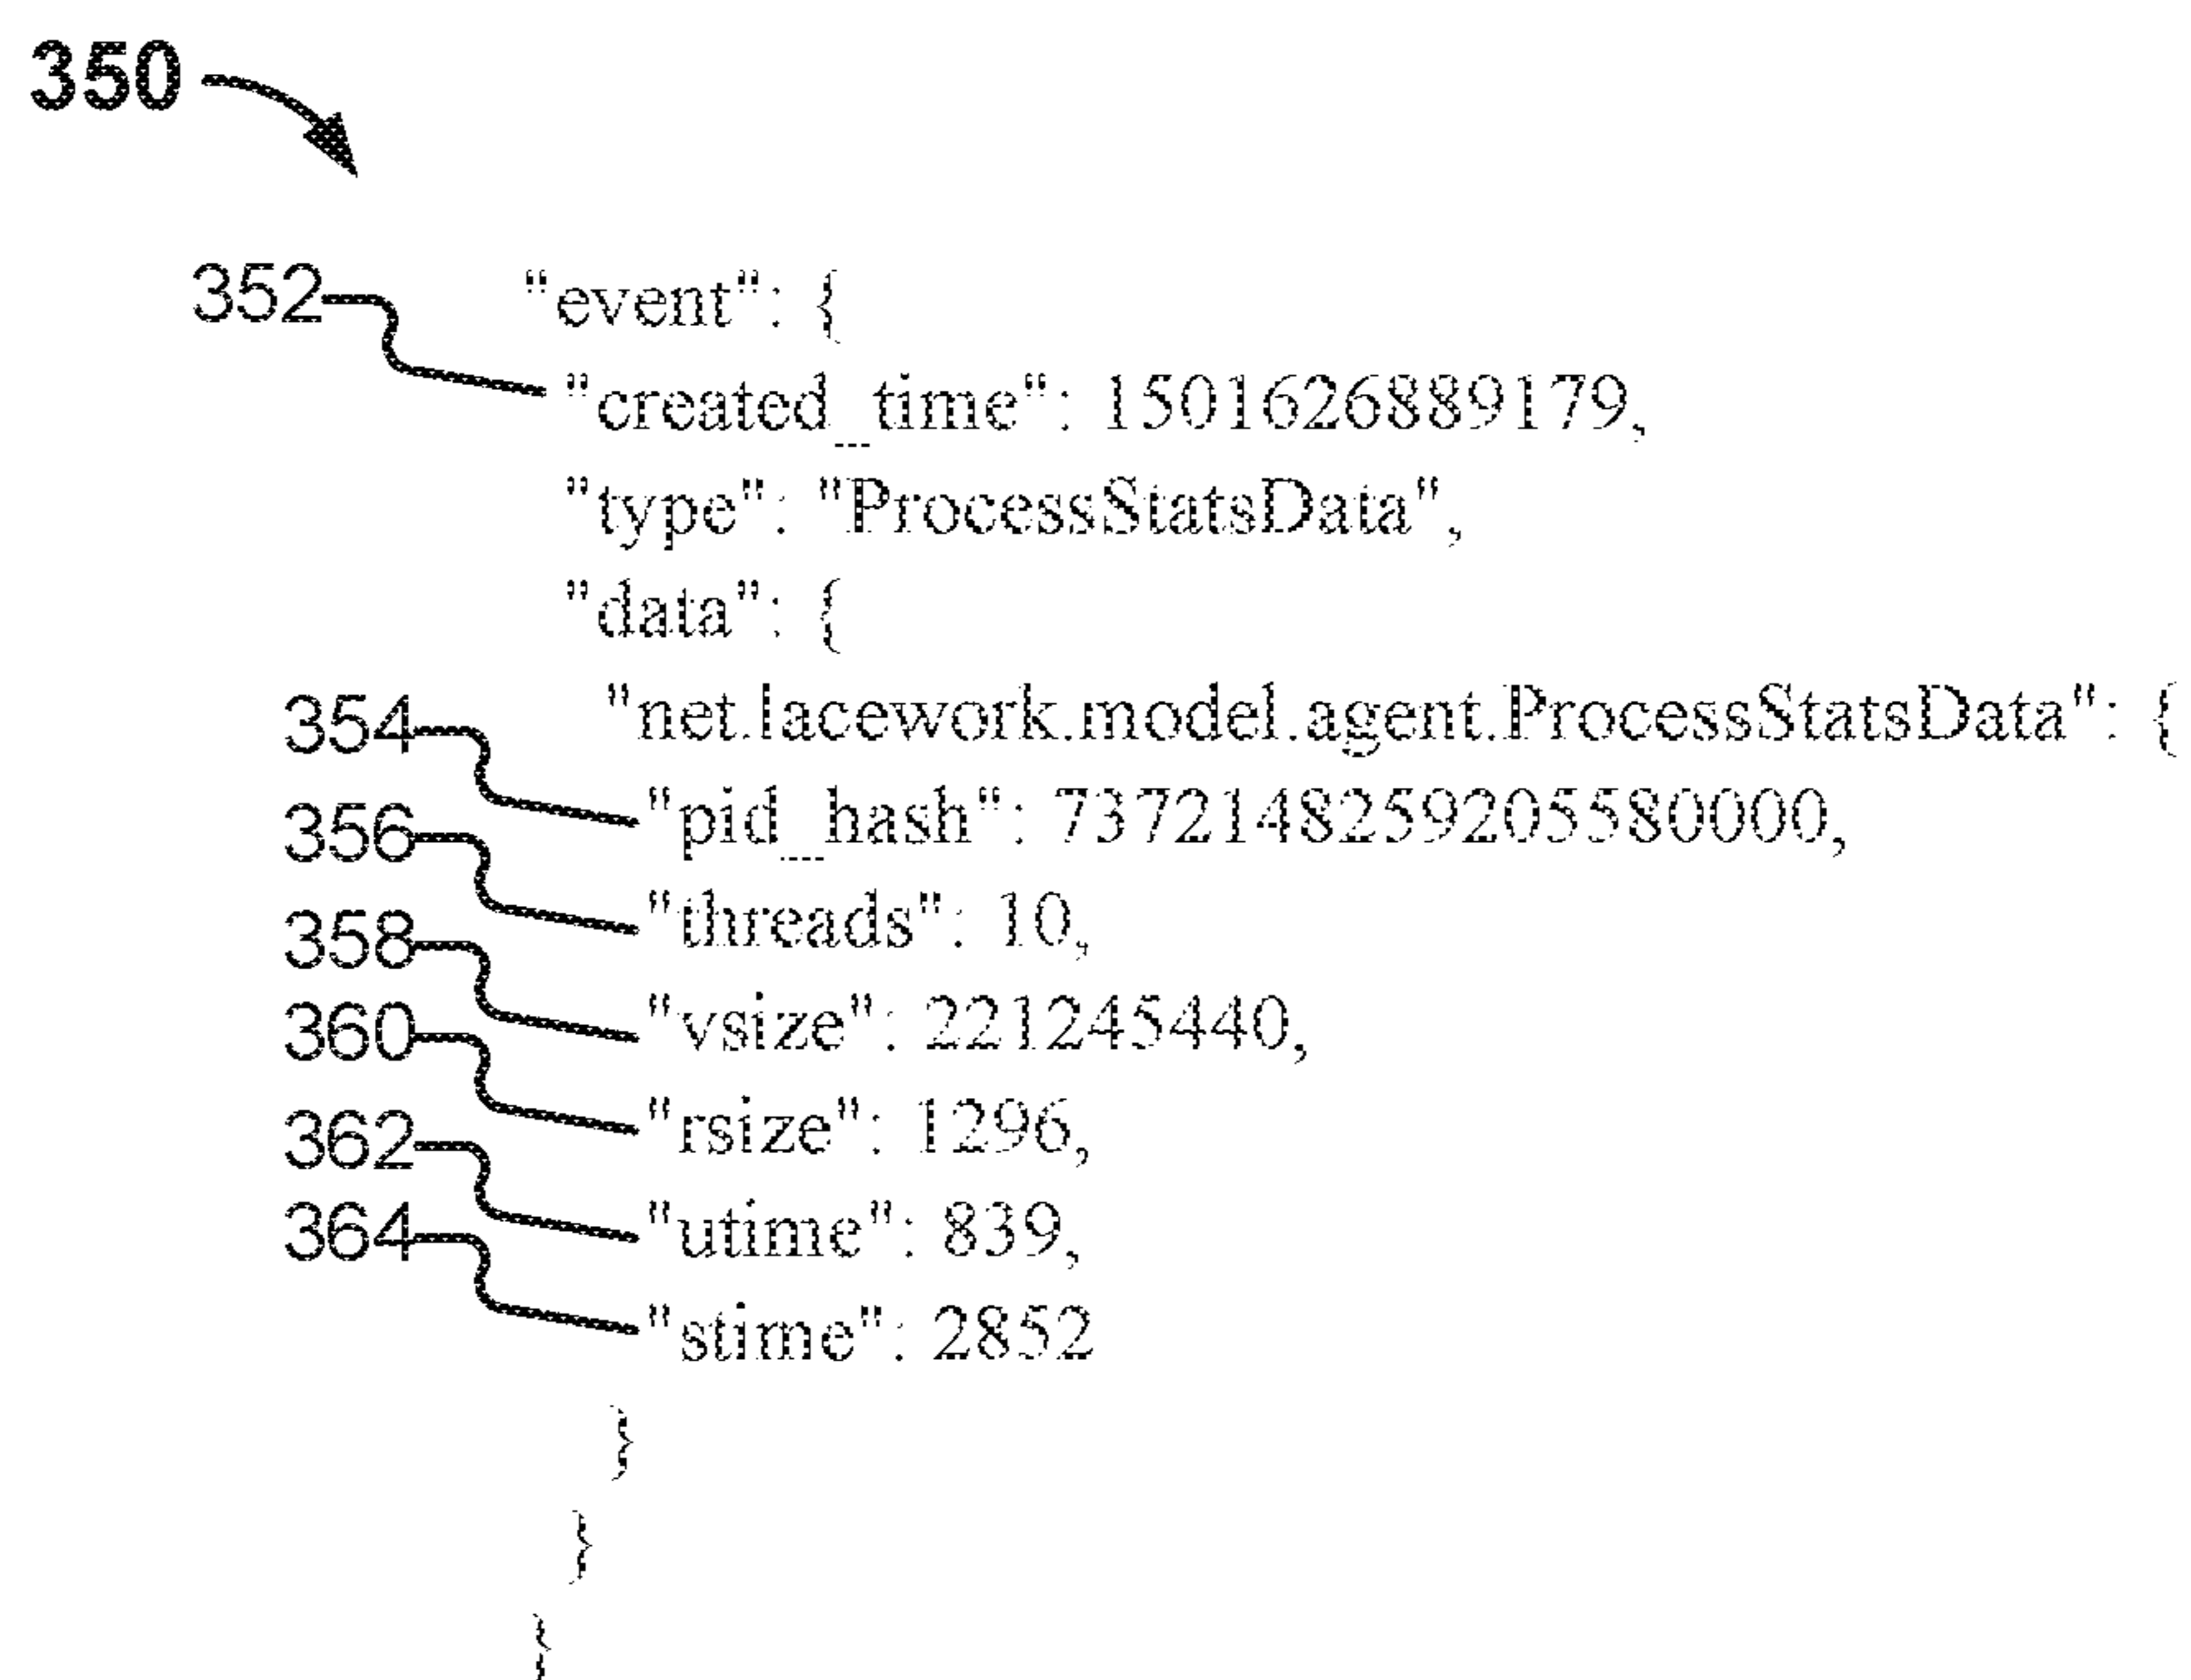 350
352 "event": {
"created_time": 1501626889179,
"type": "ProcessStatsData",
"data": {
354 "net.lacework.model.agent.ProcessStatsData": {
356 "pid_hash": 7372148259205580000,
358 "threads": 10,
360 "vsize": 221245440,
362 "rsize": 1296,
364 "utime": 839,
"stime": 2852
}
}
}